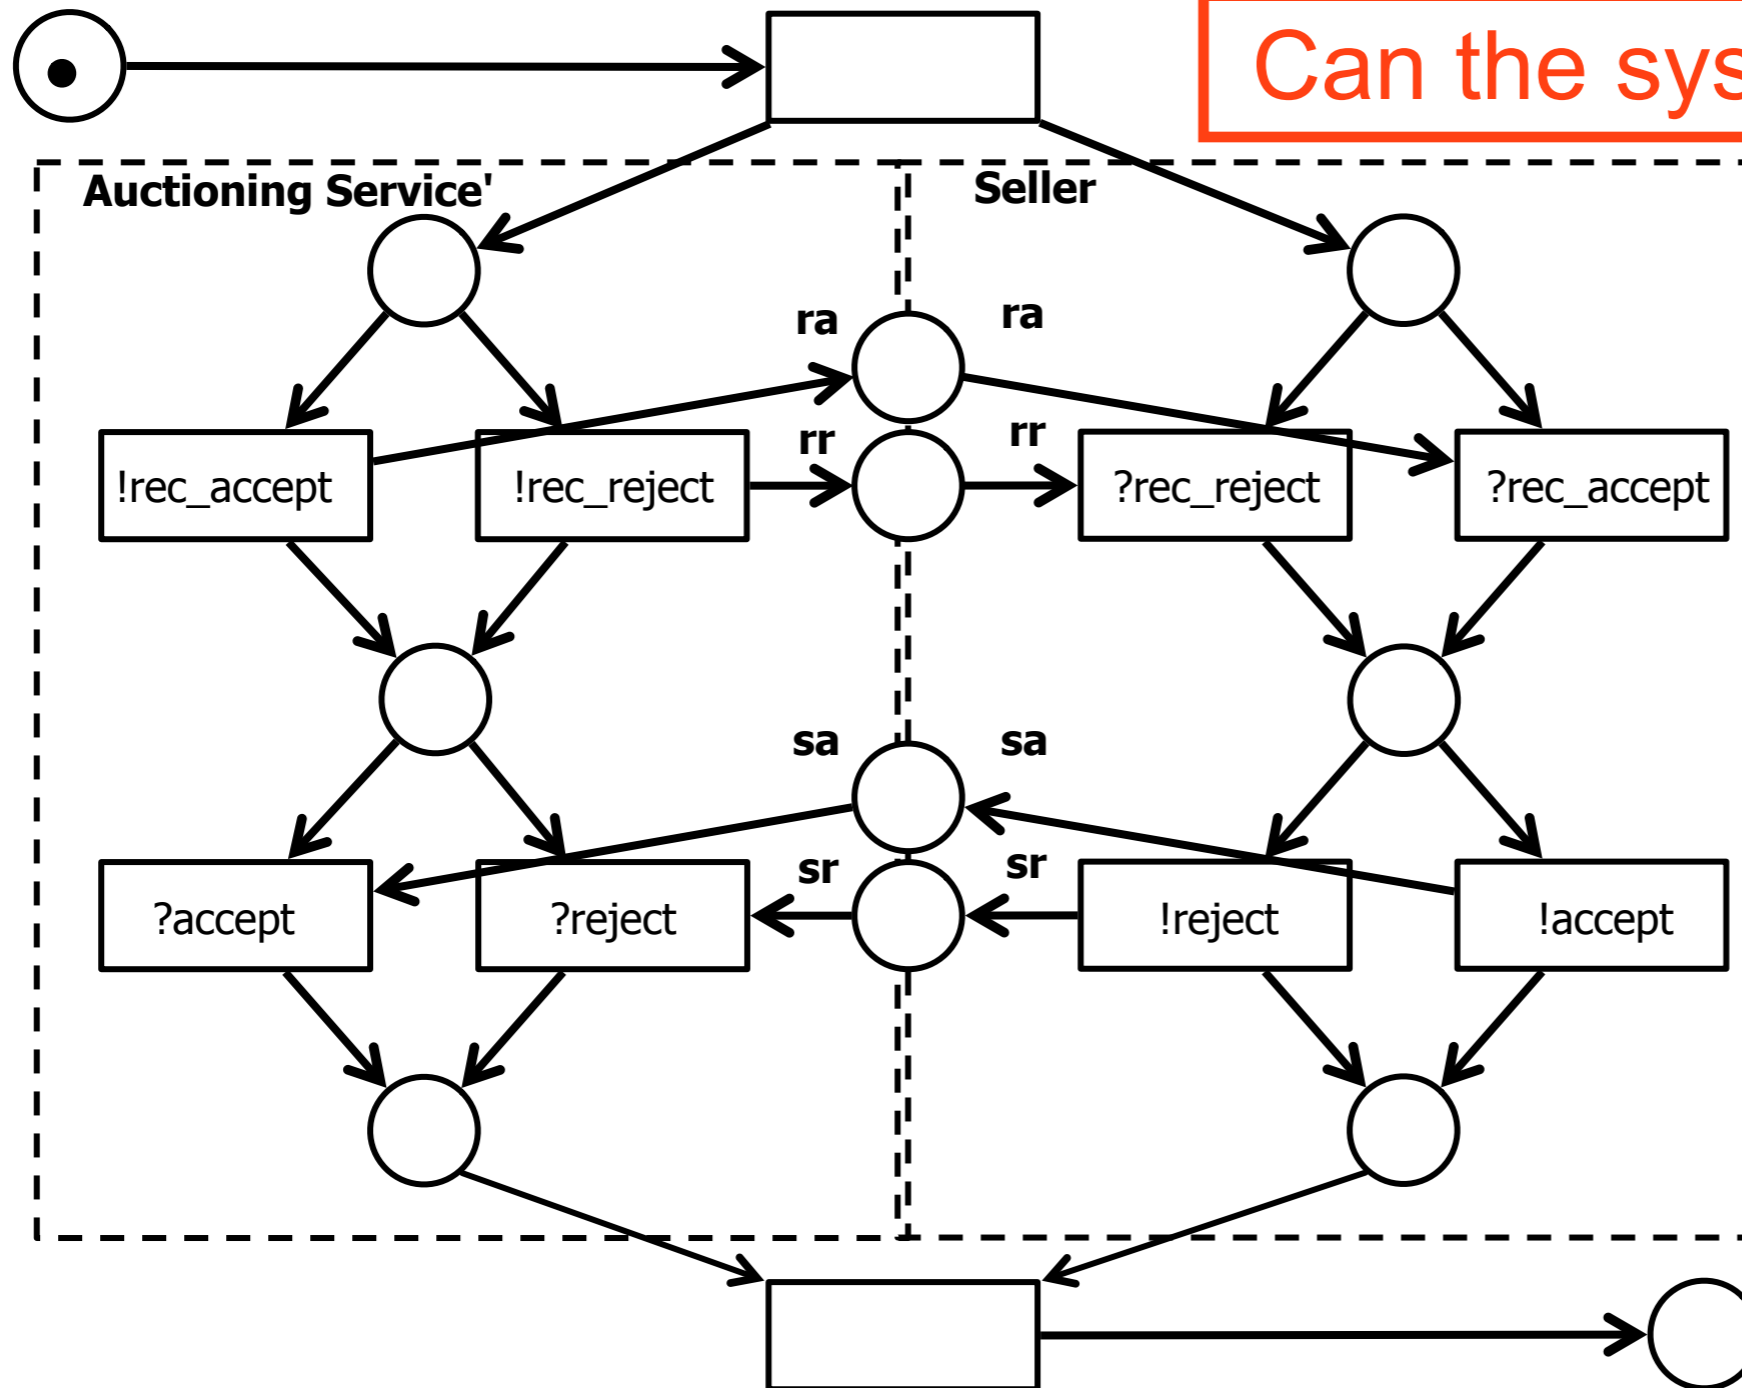 Can the sys
Auctioning Service'
Seller
ra
ra
rr
rr
!rec_accept
!rec_reject
?rec_reject
?rec_accept
sa
sa
sr
sr
?accept
?reject
!reject
!accept